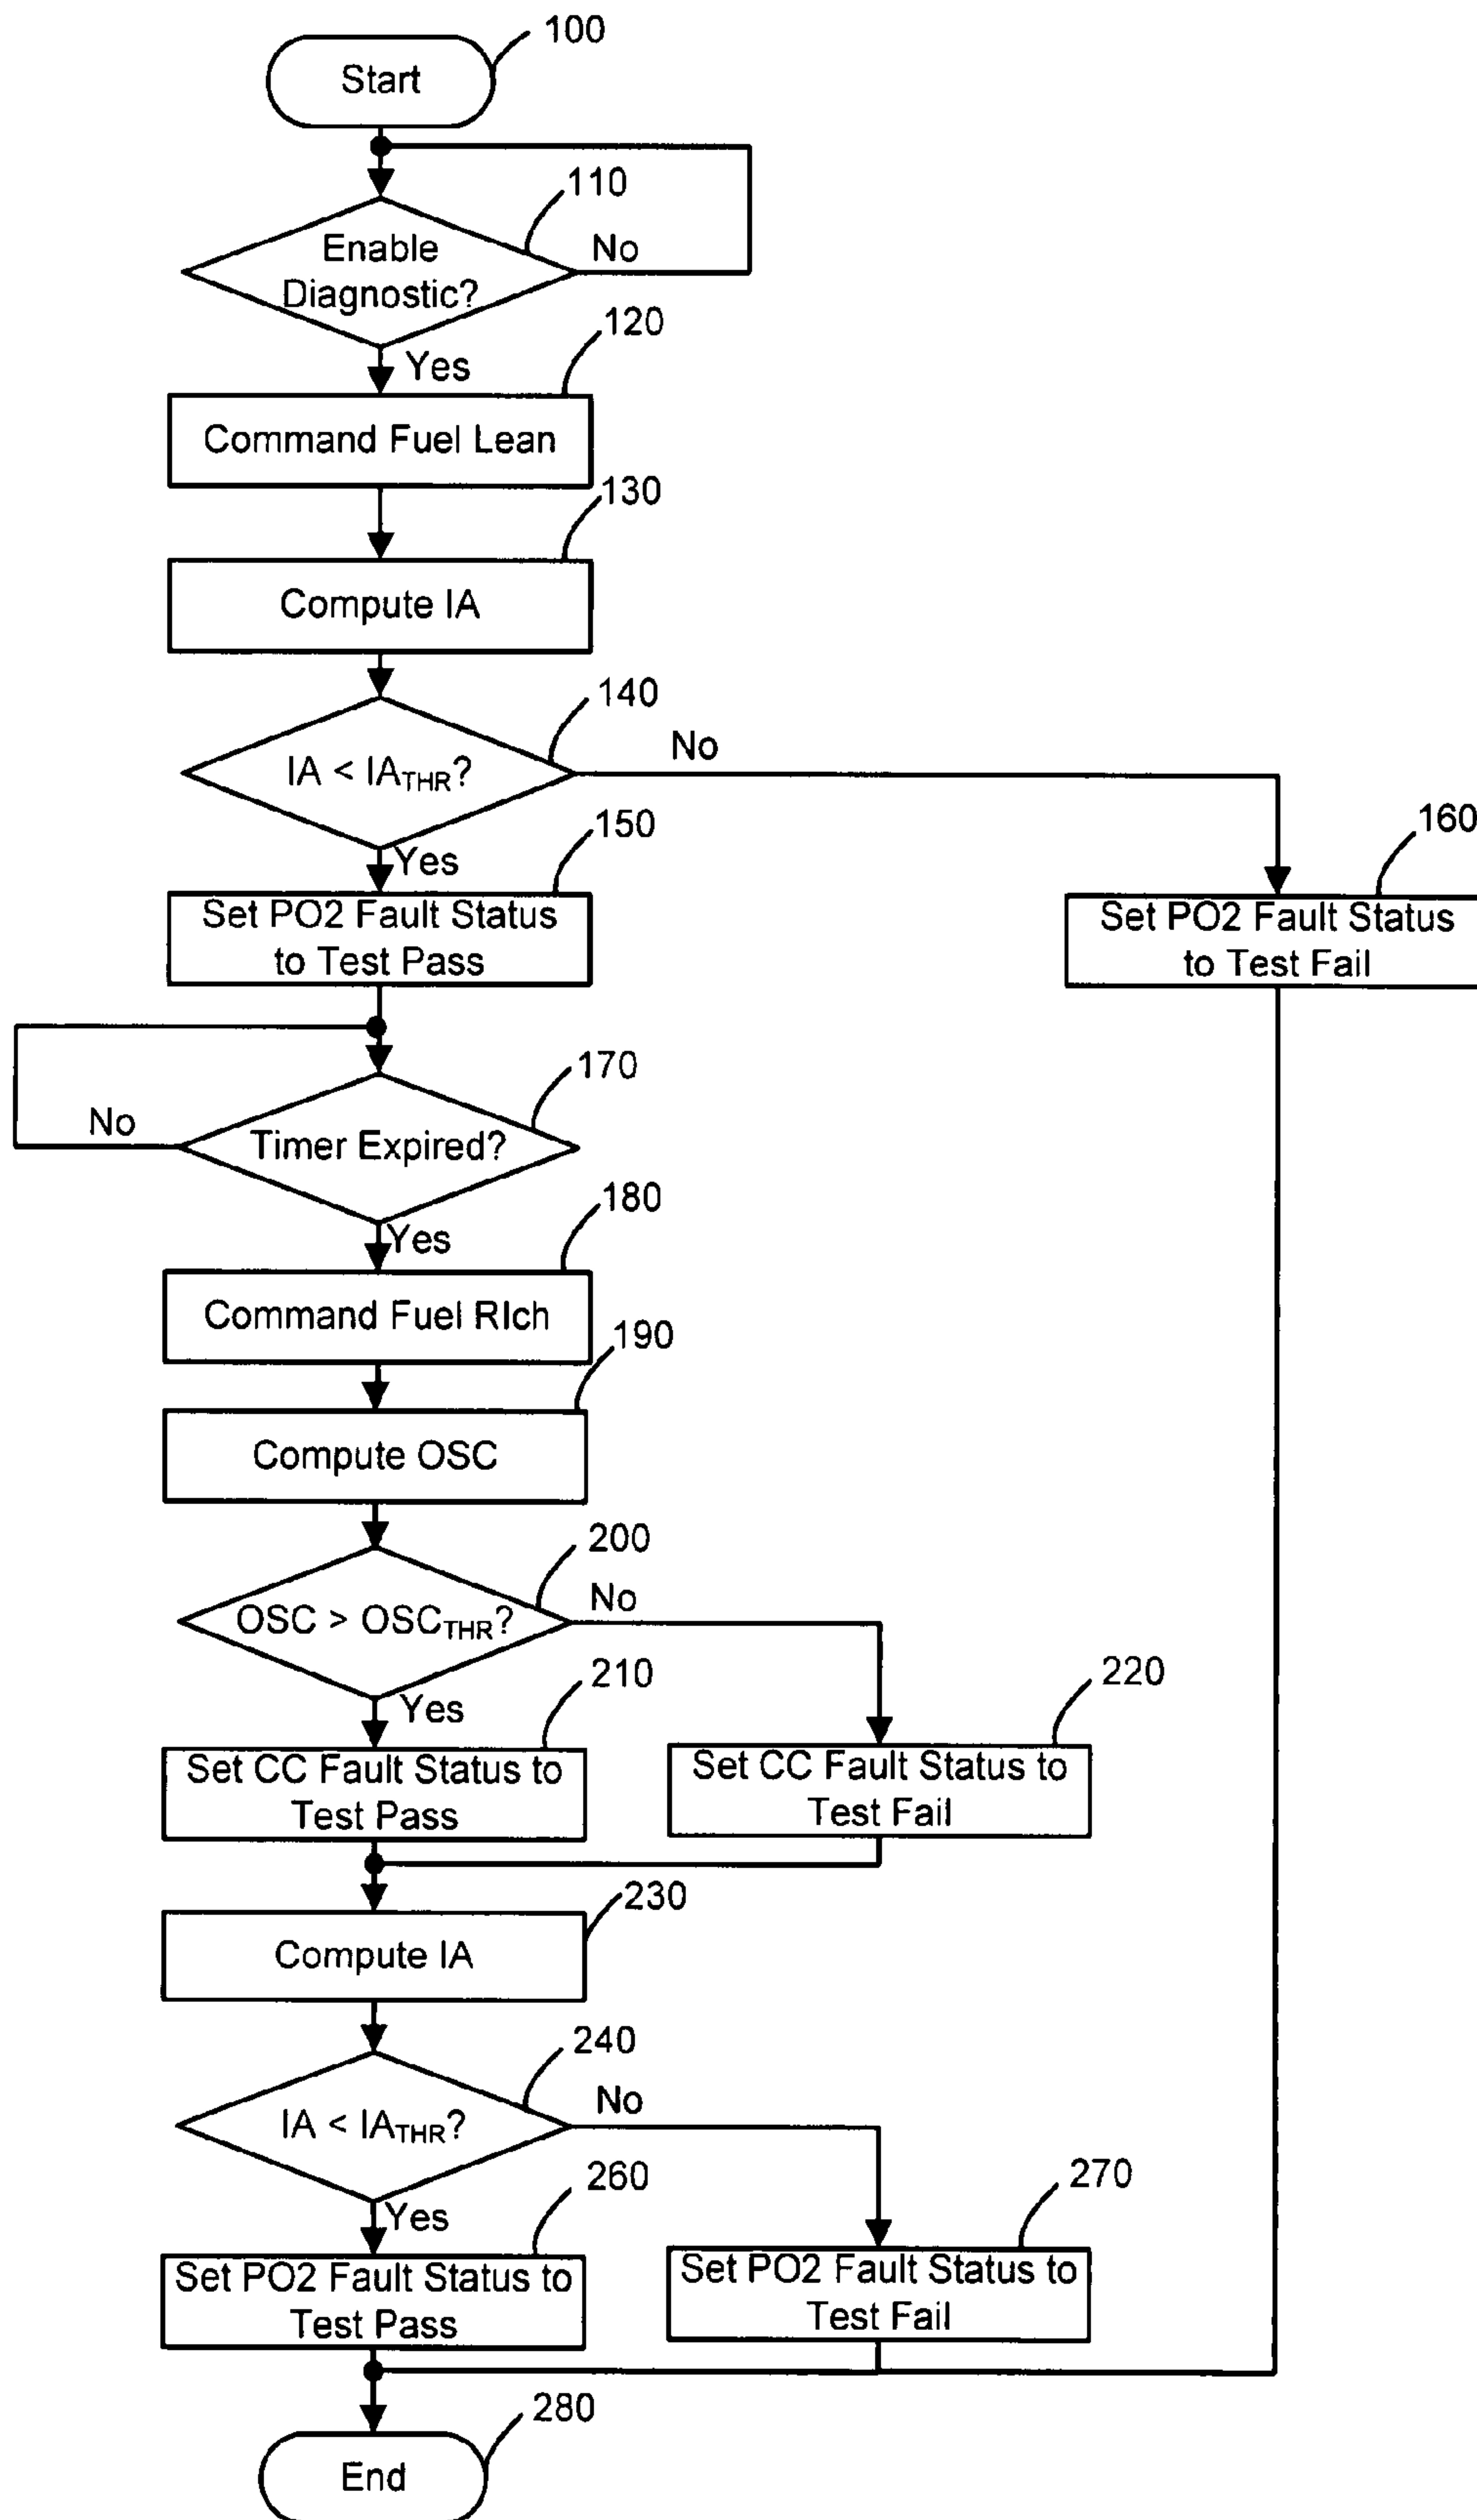 100
Start
110
Enable
Diagnostic?
No
120
Yes
Command Fuel Lean
130
Compute IA
140
IA < IATHR?
No
150
Yes
160
Set PO2 Fault Status
to Test Pass
Set PO2 Fault Status
to Test Fail
170
No
Timer Expired?
180
Yes
Command Fuel RIch
190
Compute OSC
200
OSC > OSCTHR?
No
210
220
Yes
Set CC Fault Status to
Test Pass
Set CC Fault Status to
Test Fail
230
Compute IA
240
IA < IATHR?
No
260
270
Yes
Set PO2 Fault Status to
Test Pass
Set PO2 Fault Status to
Test Fail
280
End